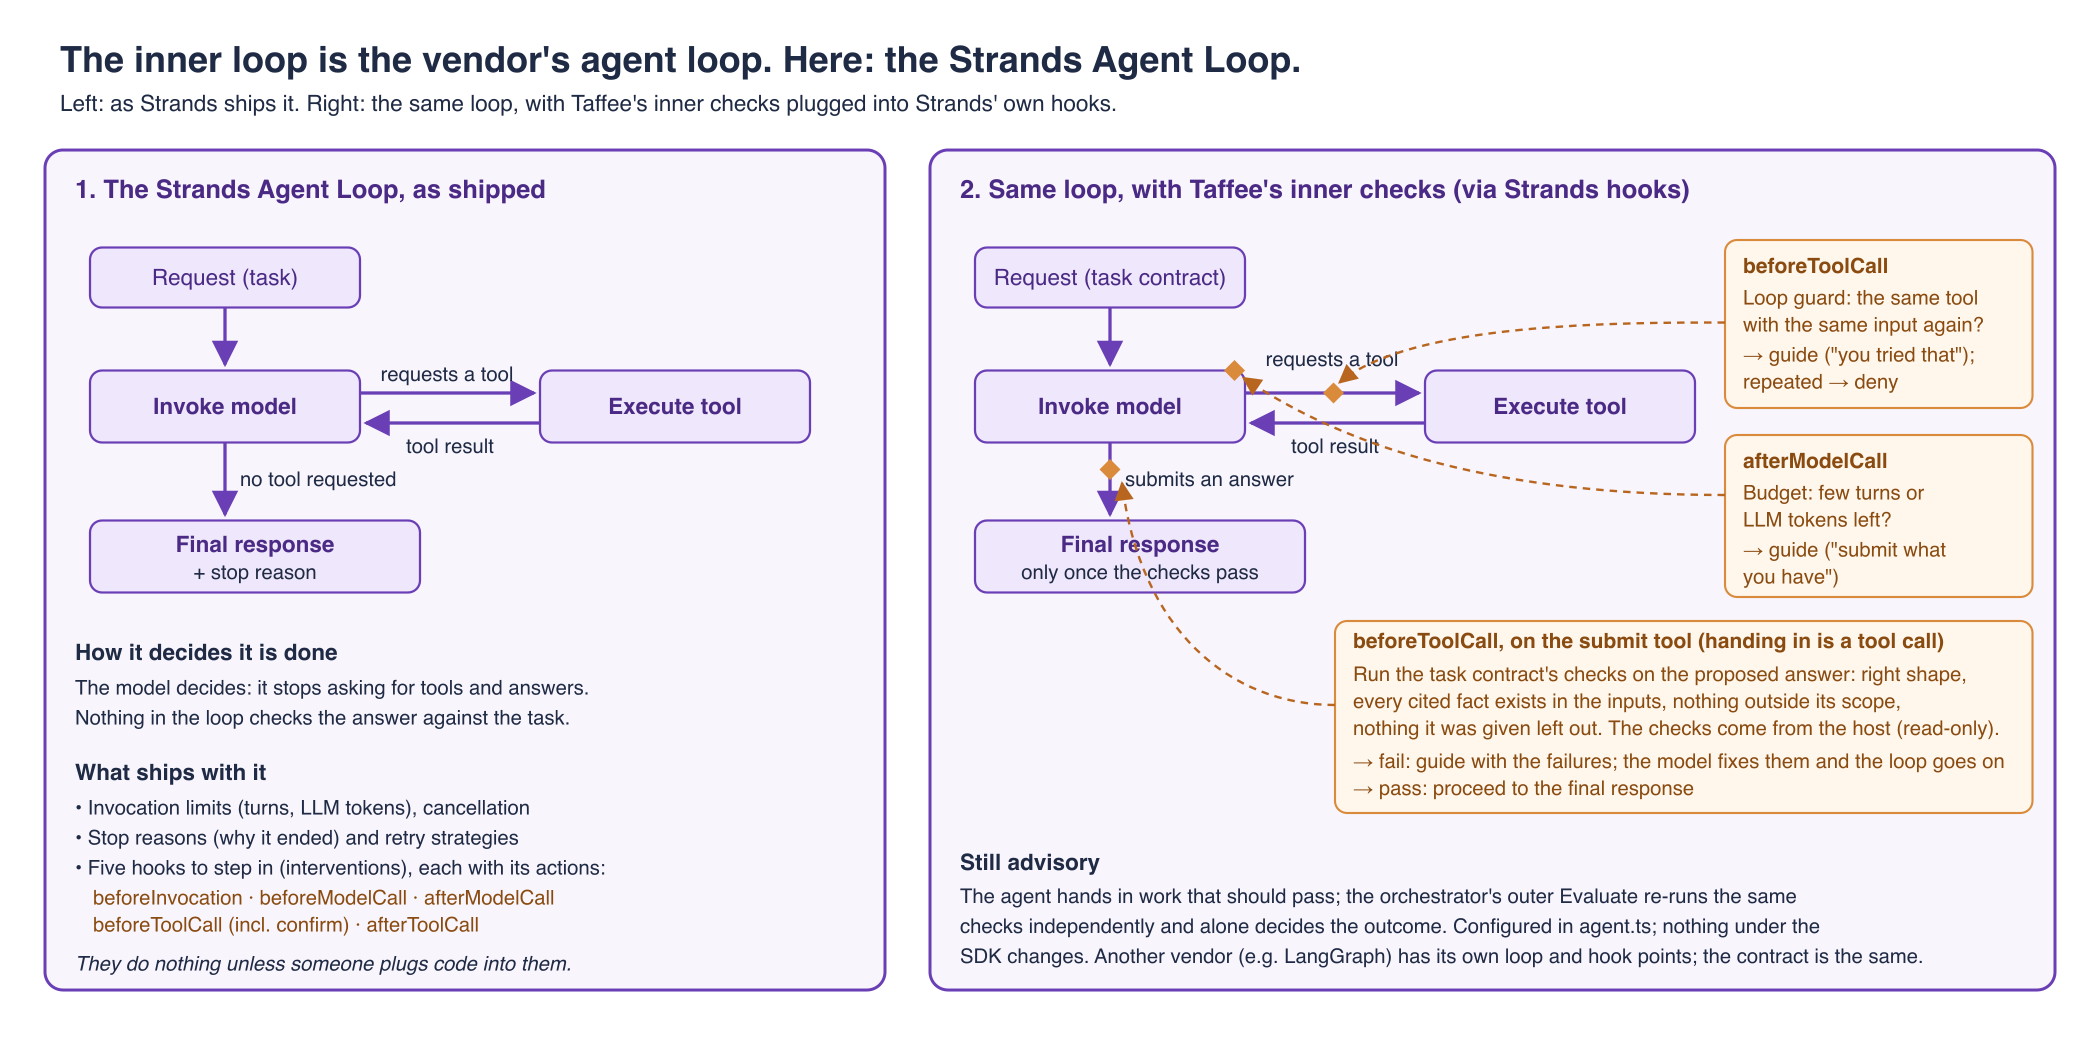 The inner loop is the vendor's agent loop. Here: the Strands Agent Loop.
Left: as Strands ships it. Right: the same loop, with Taffee's inner checks plugged into Strands' own hooks.
1. The Strands Agent Loop, as shipped
Request (task)
Invoke model
requests a tool
Execute tool
tool result
no tool requested
Final response
+ stop reason
How it decides it is done
The model decides: it stops asking for tools and answers.
Nothing in the loop checks the answer against the task.
What ships with it
• Invocation limits (turns, LLM tokens), cancellation
• Stop reasons (why it ended) and retry strategies
• Five hooks to step in (interventions), each with its actions:
beforeInvocation · beforeModelCall · afterModelCall
beforeToolCall (incl. confirm) · afterToolCall
They do nothing unless someone plugs code into them.
2. Same loop, with Taffee's inner checks (via Strands hooks)
Request (task contract)
Invoke model
requests a tool
Execute tool
tool result
submits an answer
Final response
only once the checks pass
beforeToolCall
Loop guard: the same tool
with the same input again?
→ guide ("you tried that");
repeated → deny
afterModelCall
Budget: few turns or
LLM tokens left?
→ guide ("submit what
you have")
beforeToolCall, on the submit tool (handing in is a tool call)
Run the task contract's checks on the proposed answer: right shape,
every cited fact exists in the inputs, nothing outside its scope,
nothing it was given left out. The checks come from the host (read-only).
→ fail: guide with the failures; the model fixes them and the loop goes on
→ pass: proceed to the final response
Still advisory
The agent hands in work that should pass; the orchestrator's outer Evaluate re-runs the same
checks independently and alone decides the outcome. Configured in agent.ts; nothing under the
SDK changes. Another vendor (e.g. LangGraph) has its own loop and hook points; the contract is the same.